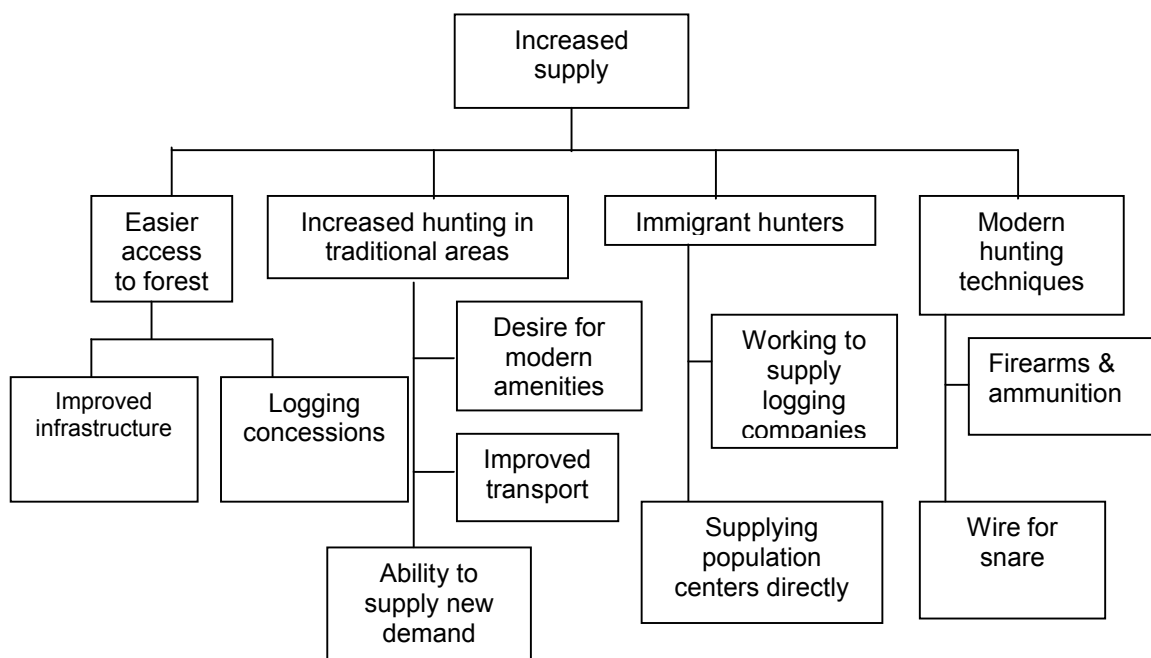 Increased
supply
Easier
access
to forest
Increased hunting in
traditional areas
Immigrant hunters
Modern
hunting
techniques
Improved
infrastructure
Logging
concessions
Desire for
modern
amenities
Improved
transport
Ability to
supply new
demand
Working to
supply
logging
companies
Supplying
population
centers directly
Firearms &
ammunition
Wire for
snare